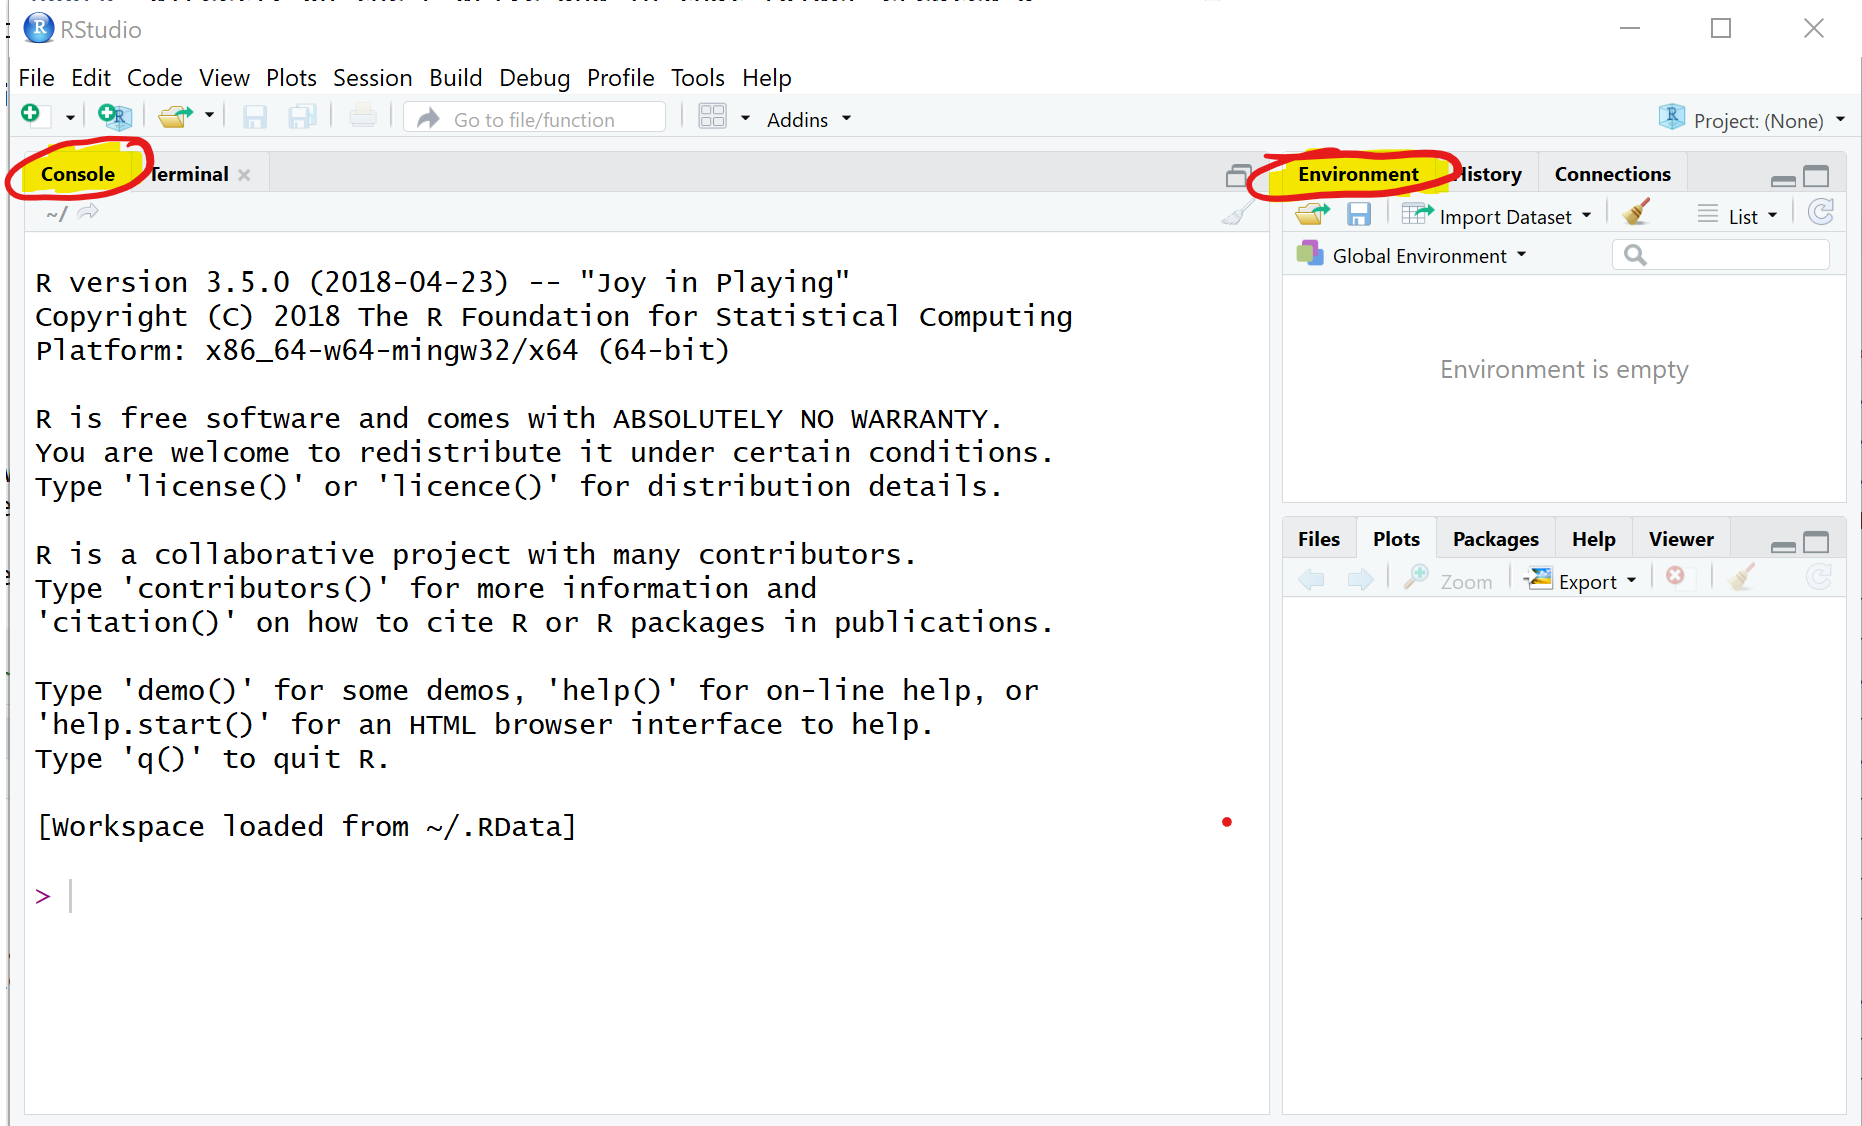 RStudio
File Edit Code View Plots Session Build Debug Profile Tools Help
Go to file/function
Addins
Project: (None)
Console
Terminal
~/
R version 3.5.0 (2018-04-23) -- "Joy in Playing"
Copyright (C) 2018 The R Foundation for Statistical Computing
Platform: x86_64-w64-mingw32/x64 (64-bit)
R is free software and comes with ABSOLUTELY NO WARRANTY.
You are welcome to redistribute it under certain conditions.
Type 'license()' or 'licence()' for distribution details.
R is a collaborative project with many contributors.
Type 'contributors()' for more information and
'citation()' on how to cite R or R packages in publications.
Type 'demo()' for some demos, 'help()' for on-line help, or
'help.start()' for an HTML browser interface to help.
Type 'q()' to quit R.
[Workspace loaded from ~/.RData]
>
Environment History Connections
Import Dataset List
Global Environment
Environment is empty
Files Plots Packages Help Viewer
Zoom Export